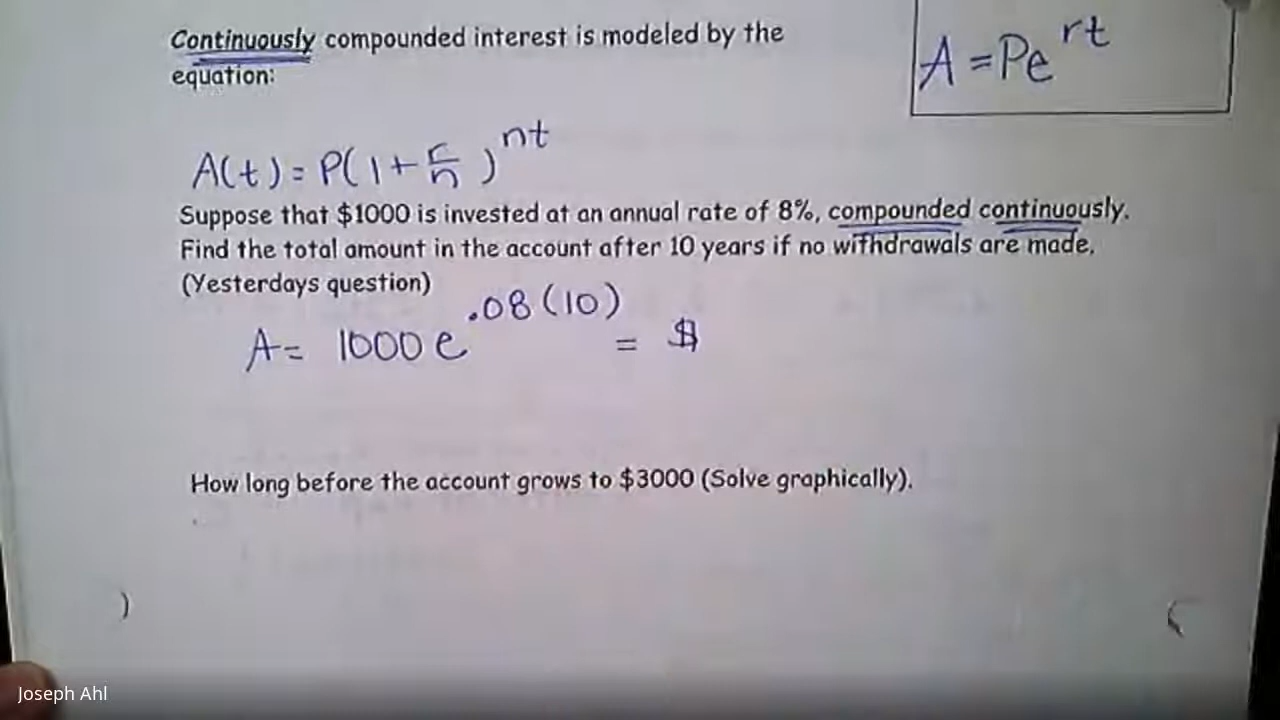 Continuously compounded interest is modeled by the
equation:
A = Pe^rt
A(t) = P(1 + r/n)^nt
Suppose that $1000 is invested at an annual rate of 8%, compounded continuously.
Find the total amount in the account after 10 years if no withdrawals are made.
(Yesterdays question)
A = 1000 e^.08(10) = $
How long before the account grows to $3000 (Solve graphically).
Joseph Ahl